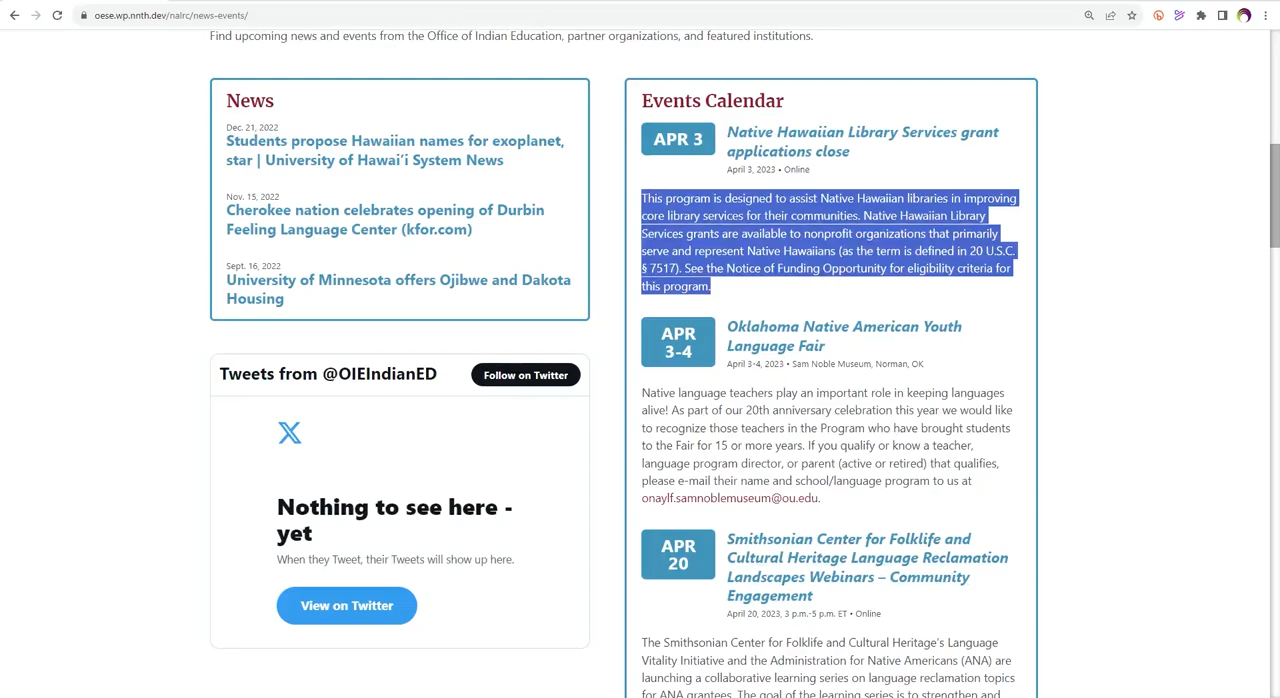 oese.wp.nnth.dev/nalrc/news-events/
Find upcoming news and events from the Office of Indian Education, partner organizations, and featured institutions.
News
Dec. 21, 2022
Students propose Hawaiian names for exoplanet,
star | University of Hawaiʻi System News
Nov. 15, 2022
Cherokee nation celebrates opening of Durbin
Feeling Language Center (kfor.com)
Sept. 16, 2022
University of Minnesota offers Ojibwe and Dakota
Housing
Tweets from @OIEIndianED
Follow on Twitter
Nothing to see here -
yet
When they Tweet, their Tweets will show up here.
View on Twitter
Events Calendar
APR 3
Native Hawaiian Library Services grant
applications close
April 3, 2023 • Online
This program is designed to assist Native Hawaiian libraries in improving
core library services for their communities. Native Hawaiian Library
Services grants are available to nonprofit organizations that primarily
serve and represent Native Hawaiians (as the term is defined in 20 U.S.C.
§ 7517). See the Notice of Funding Opportunity for eligibility criteria for
this program.
APR
3-4
Oklahoma Native American Youth
Language Fair
April 3-4, 2023 • Sam Noble Museum, Norman, OK
Native language teachers play an important role in keeping languages
alive! As part of our 20th anniversary celebration this year we would like
to recognize those teachers in the Program who have brought students
to the Fair for 15 or more years. If you qualify or know a teacher,
language program director, or parent (active or retired) that qualifies,
please e-mail their name and school/language program to us at
onaylf.samnoblemuseum@ou.edu.
APR
20
Smithsonian Center for Folklife and
Cultural Heritage Language Reclamation
Landscapes Webinars – Community
Engagement
April 20, 2023, 3 p.m.-5 p.m. ET • Online
The Smithsonian Center for Folklife and Cultural Heritage's Language
Vitality Initiative and the Administration for Native Americans (ANA) are
launching a collaborative learning series on language reclamation topics
for ANA grantees. The goal of the learning series is to strengthen and